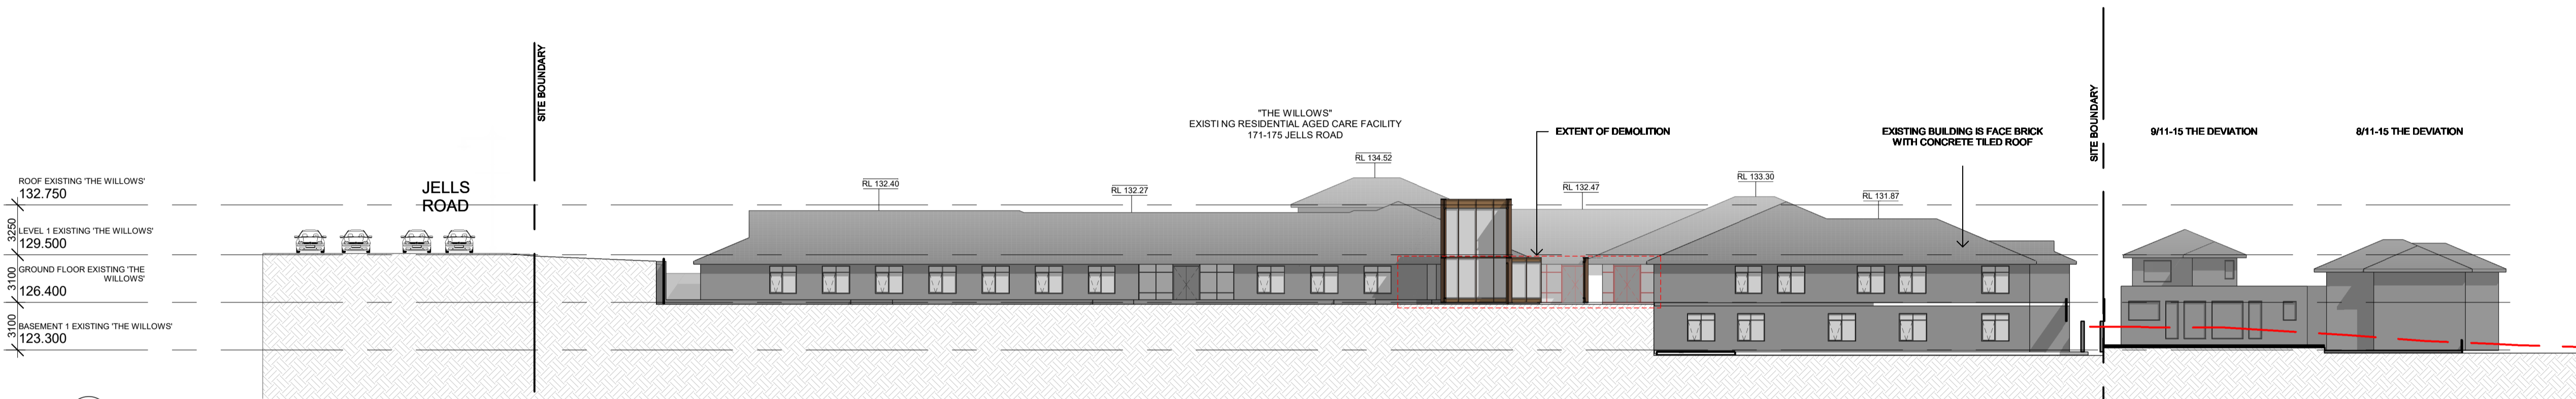 SITE BOUNDARY
"THE WILLOWS"
EXISTING RESIDENTIAL AGED CARE FACILITY
171-175 JELLS ROAD
EXTENT OF DEMOLITION
EXISTING BUILDING IS FACE BRICK
WITH CONCRETE TILED ROOF
SITE BOUNDARY
9/11-15 THE DEVIATION
8/11-15 THE DEVIATION
RL 134.52
RL 132.40
RL 132.27
RL 132.47
RL 133.30
RL 131.87
JELLS
ROAD
ROOF EXISTING 'THE WILLOWS'
132.750
3250
LEVEL 1 EXISTING 'THE WILLOWS'
129.500
3100
GROUND FLOOR EXISTING 'THE
WILLOWS'
126.400
3100
BASEMENT 1 EXISTING 'THE WILLOWS'
123.300